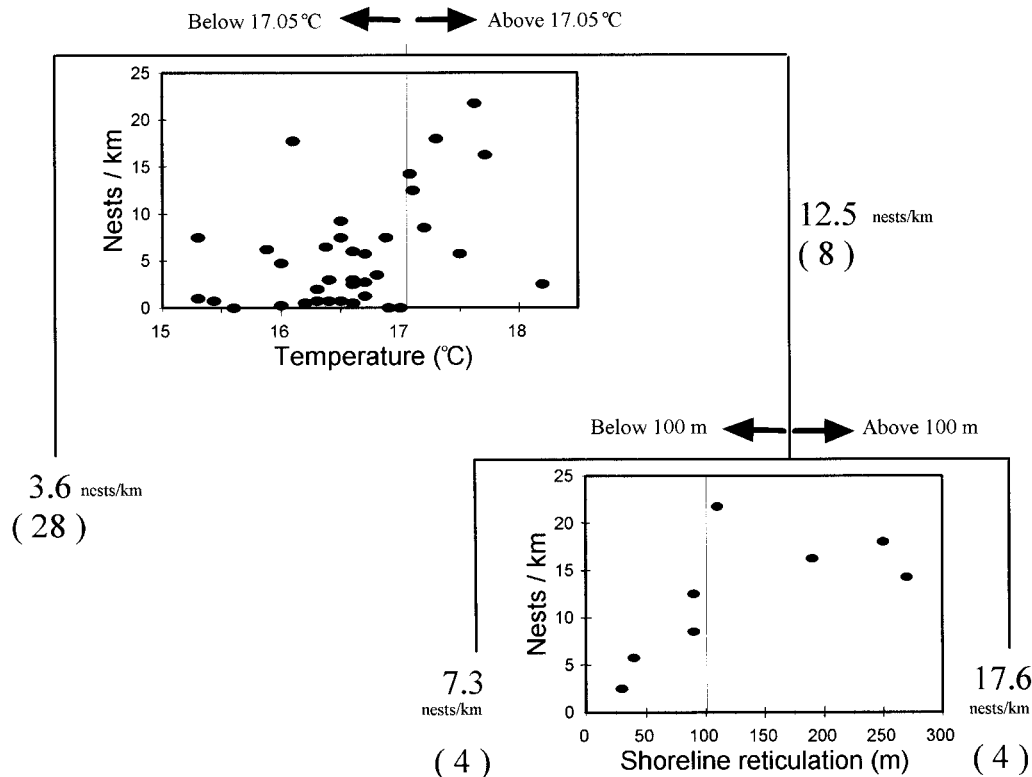 Below 17.05℃ Above 17.05℃
25
20
15
10
5
0
Nests / km
15 16 17 18
Temperature (℃)
12.5 nests/km
( 8 )
Below 100 m Above 100 m
3.6 nests/km
( 28 )
25
20
15
10
5
0
Nests / km
0 50 100 150 200 250 300
Shoreline reticulation (m)
7.3
nests/km
( 4 )
17.6
nests/km
( 4 )